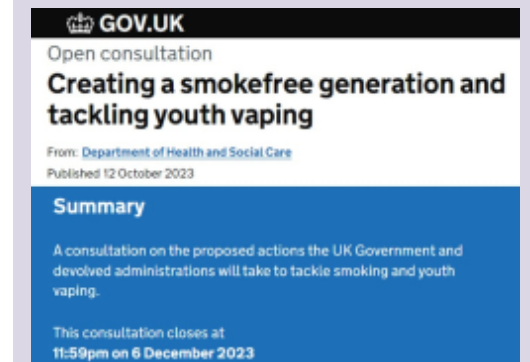 GOV.UK
Open consultation
Creating a smokefree generation and
tackling youth vaping
From: Department of Health and Social Care
Published 12 October 2023
Summary
A consultation on the proposed actions the UK Government and
devolved administrations will take to tackle smoking and youth
vaping.
This consultation closes at
11:59pm on 6 December 2023